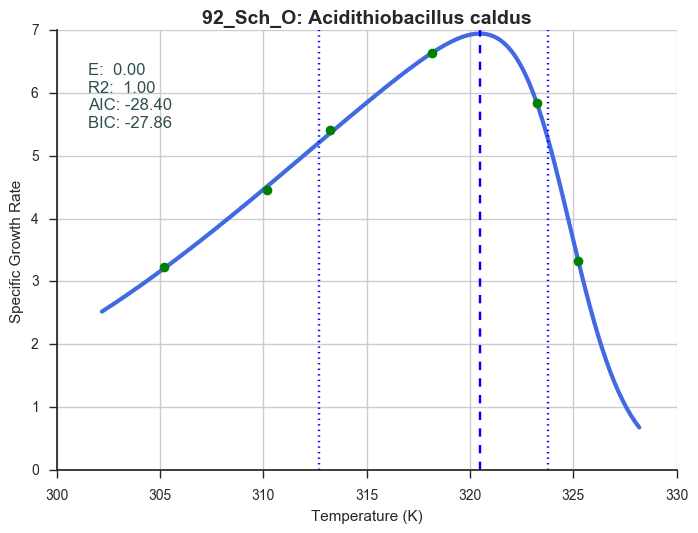 92_Sch_O: Acidithiobacillus caldus
E:  0.00
R2:  1.00
AIC: -28.40
BIC: -27.86
Specific Growth Rate
7
6
5
4
3
2
1
0
300 305 310 315 320 325 330
Temperature (K)